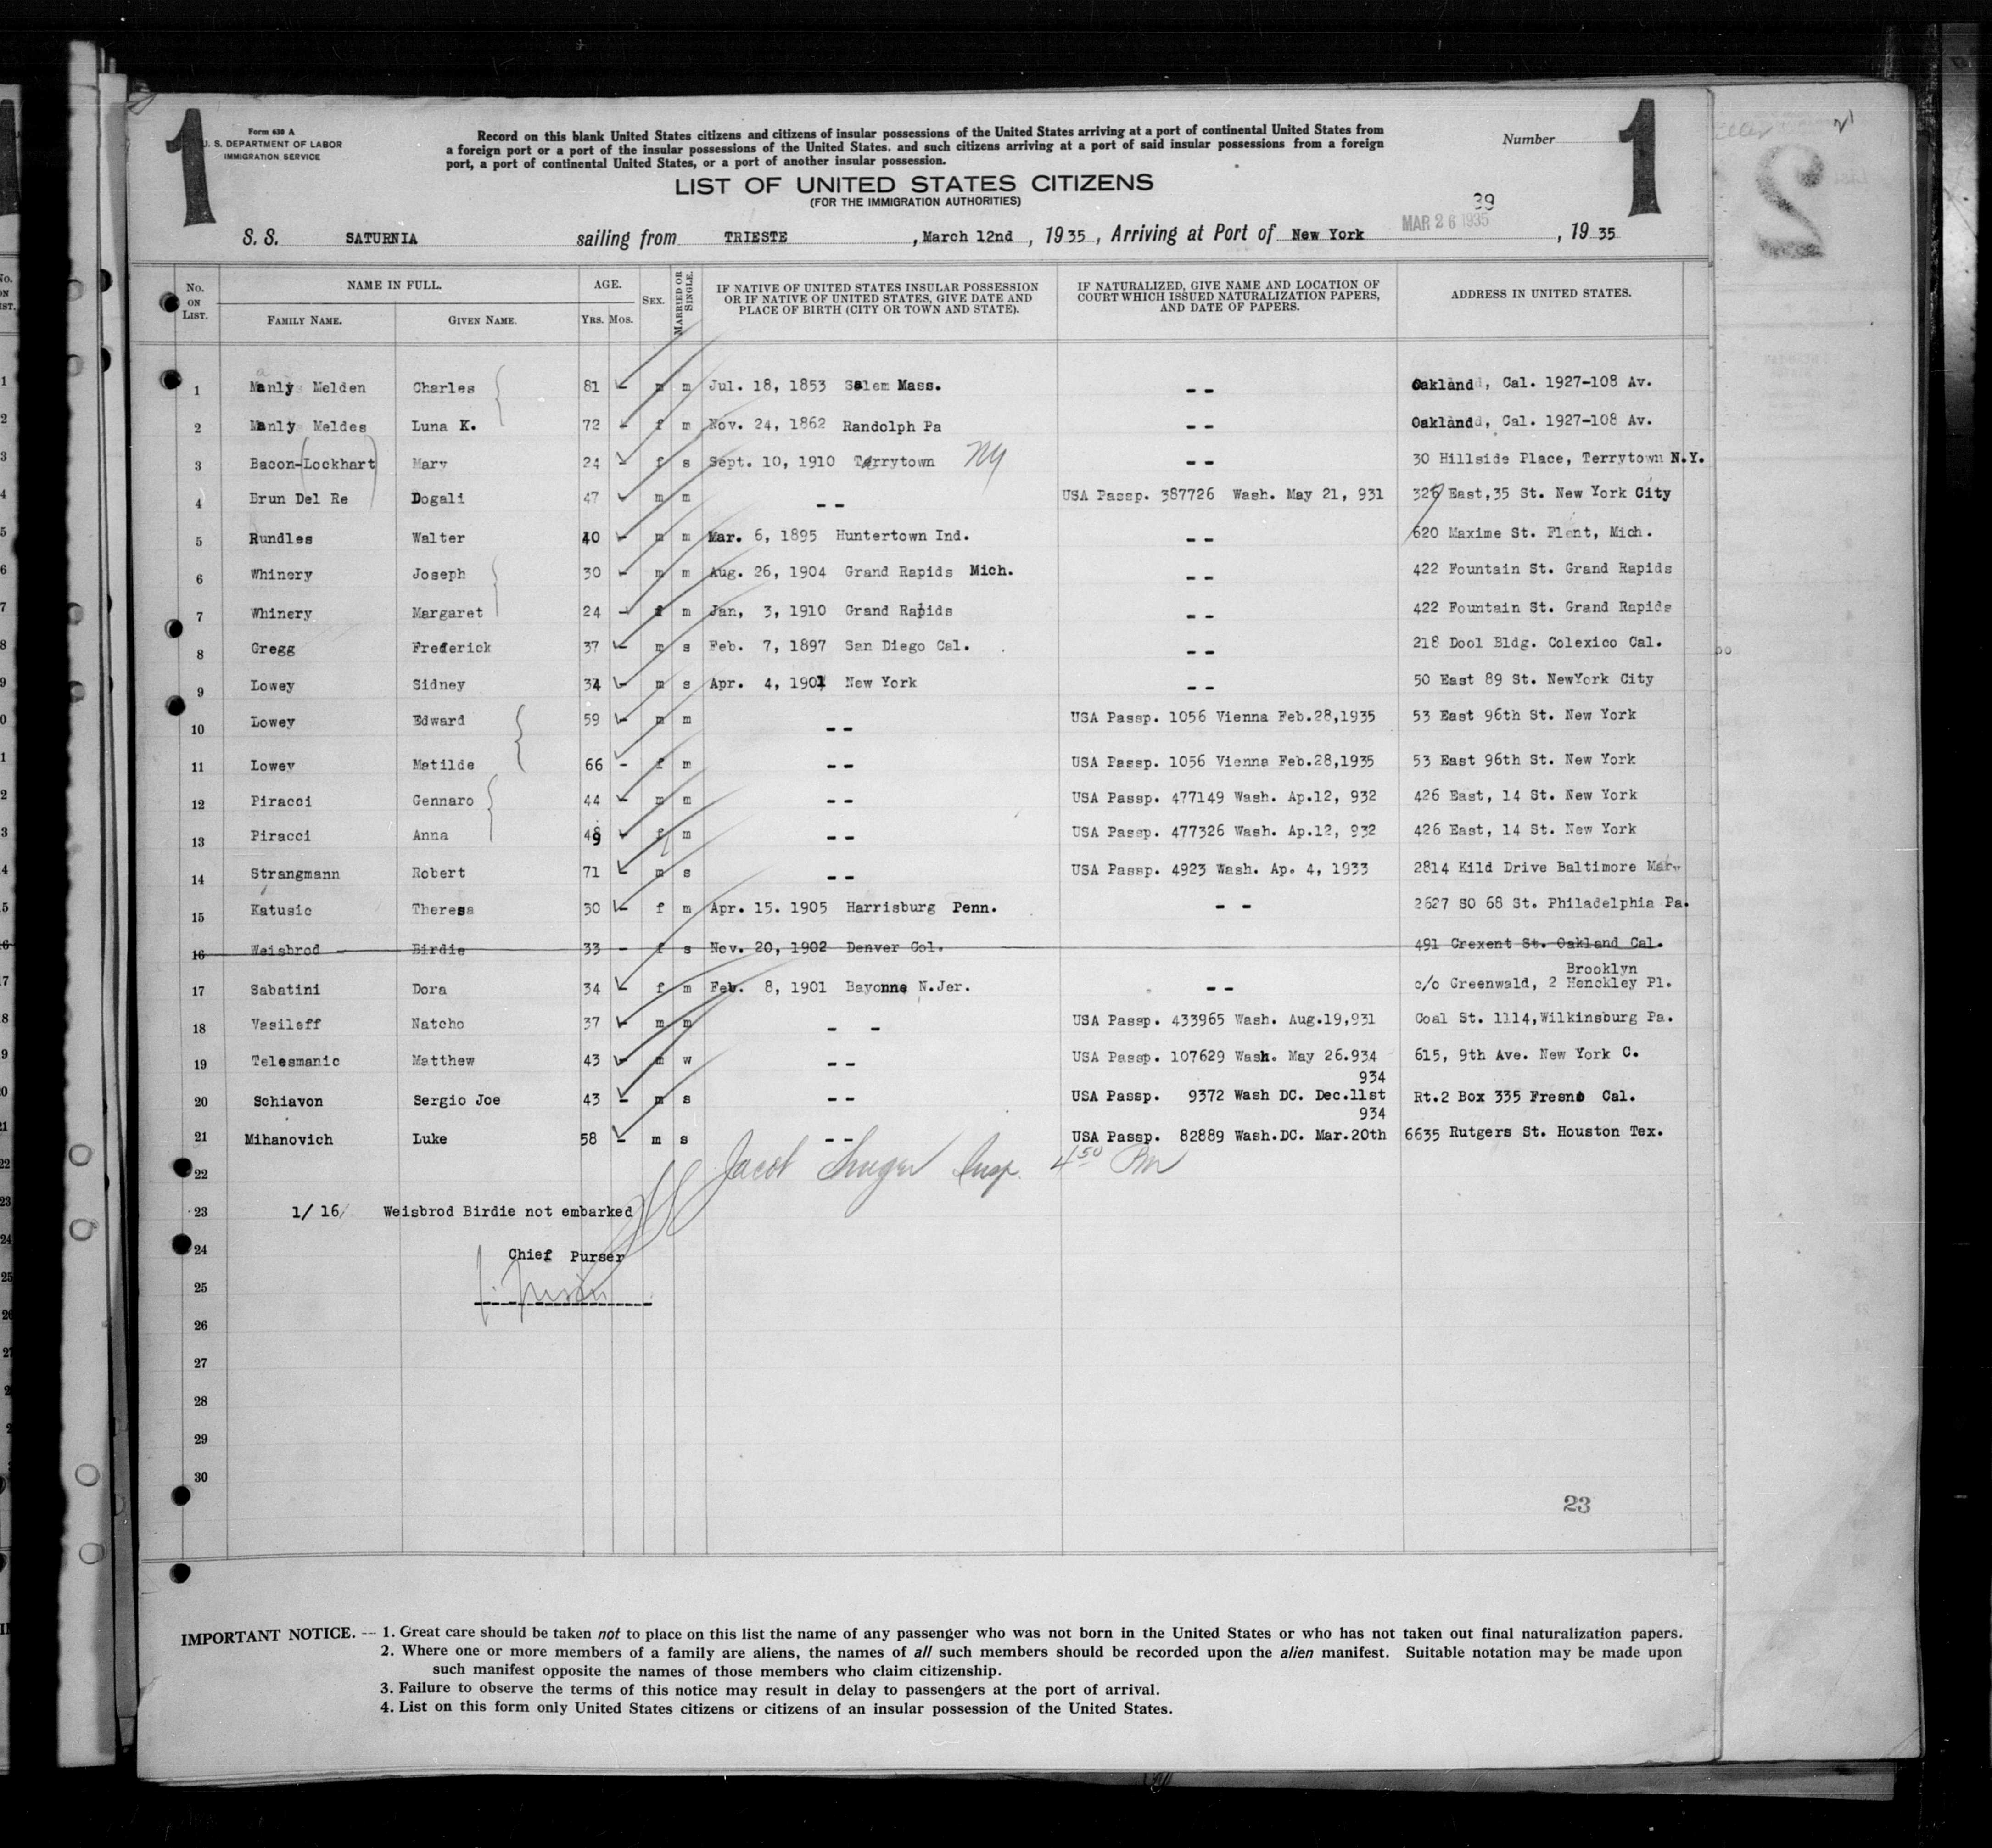 1
Form 630 A
U. S. DEPARTMENT OF LABOR
IMMIGRATION SERVICE
Record on this blank United States citizens and citizens of insular possessions of the United States arriving at a port of continental United States from
a foreign port or a port of the insular possessions of the United States. and such citizens arriving at a port of said insular possessions from a foreign
port, a port of continental United States, or a port of another insular possession.
Number
1
LIST OF UNITED STATES CITIZENS
(FOR THE IMMIGRATION AUTHORITIES)
39
S. S. SATURNIA sailing from TRIESTE , March 12nd , 1935, Arriving at Port of New York MAR 26 1935 , 1935
No. ON LIST. NAME IN FULL. FAMILY NAME. GIVEN NAME. AGE. YRS. MOS. SEX. MARRIED OR SINGLE. IF NATIVE OF UNITED STATES INSULAR POSSESSION OR IF NATIVE OF UNITED STATES, GIVE DATE AND PLACE OF BIRTH (CITY OR TOWN AND STATE). IF NATURALIZED, GIVE NAME AND LOCATION OF COURT WHICH ISSUED NATURALIZATION PAPERS, AND DATE OF PAPERS. ADDRESS IN UNITED STATES.
1 Manly Melden Charles 81 - m m Jul. 18, 1853 Salem Mass. -- Oakland, Cal. 1927-108 Av.
2 Manly Meldes Luna K. 72 - f m Nov. 24, 1862 Randolph Pa -- Oakland, Cal. 1927-108 Av.
3 Bacon-(Lockhart) Mary 24 - f s Sept. 10, 1910 Tarrytown NY -- 30 Hillside Place, Terrytown N.Y.
4 Brun Del Re Dogali 47 m m -- USA Passp. 387726 Wash. May 21, 931 326 East,35 St. New York City
5 Rundles Walter 40 - m m Mar. 6, 1895 Huntertown Ind. -- 620 Maxime St. Flent, Mich.
6 Whinery Joseph 30 - m m Aug. 26, 1904 Grand Rapids Mich. -- 422 Fountain St. Grand Rapids
7 Whinery Margaret 24 - f m Jan, 3, 1910 Grand Rapids -- 422 Fountain St. Grand Rapids
8 Gregg Frederick 37 - m s Feb. 7, 1897 San Diego Cal. -- 218 Dool Bldg. Colexico Cal.
9 Lowey Sidney 34 - m s Apr. 4, 1901 New York -- 50 East 89 St. NewYork City
10 Lowey Edward 59 - m m -- USA Passp. 1056 Vienna Feb.28,1935 53 East 96th St. New York
11 Lowey Matilde 66 - f m -- USA Passp. 1056 Vienna Feb.28,1935 53 East 96th St. New York
12 Piracci Gennaro 44 - m m -- USA Passp. 477149 Wash. Ap.12, 932 426 East, 14 St. New York
13 Piracci Anna 49 - f m -- USA Passp. 477326 Wash. Ap.12, 932 426 East, 14 St. New York
14 Strangmann Robert 71 - m s -- USA Passp. 4923 Wash. Ap. 4, 1933 2814 Kild Drive Baltimore Mary
15 Katusic Theresa 30 - f m Apr. 15. 1905 Harrisburg Penn. -- 2627 SO 68 St. Philadelphia Pa.
16 Weisbrod Birdie 33 - f s Nov. 20, 1902 Denver Col. 491 Crexent St. Oakland Cal.
17 Sabatini Dora 34 - f m Feb. 8, 1901 Bayonne N.Jer. -- c/o Greenwald, 2 Henckley Pl. Brooklyn
18 Vasileff Natcho 37 - m m - - USA Passp. 433965 Wash. Aug.19,931 Coal St. 1114,Wilkinsburg Pa.
19 Telesmanic Matthew 43 - m w -- USA Passp. 107629 Wash. May 26.934 615, 9th Ave. New York C.
20 Schiavon Sergio Joe 43 - m s -- USA Passp. 9372 Wash DC. Dec.11st 934 Rt.2 Box 335 Fresno Cal.
21 Mihanovich Luke 58 - m s -- USA Passp. 82889 Wash.DC. Mar.20th 934 6635 Rutgers St. Houston Tex.
22 Jacob Insp. 4 50 Pm
23 1/ 16/ Weisbrod Birdie not embarked
24 Chief Purser
25
26
27
28
29
30
23
IMPORTANT NOTICE. -- 1. Great care should be taken not to place on this list the name of any passenger who was not born in the United States or who has not taken out final naturalization papers.
2. Where one or more members of a family are aliens, the names of all such members should be recorded upon the alien manifest. Suitable notation may be made upon
such manifest opposite the names of those members who claim citizenship.
3. Failure to observe the terms of this notice may result in delay to passengers at the port of arrival.
4. List on this form only United States citizens or citizens of an insular possession of the United States.